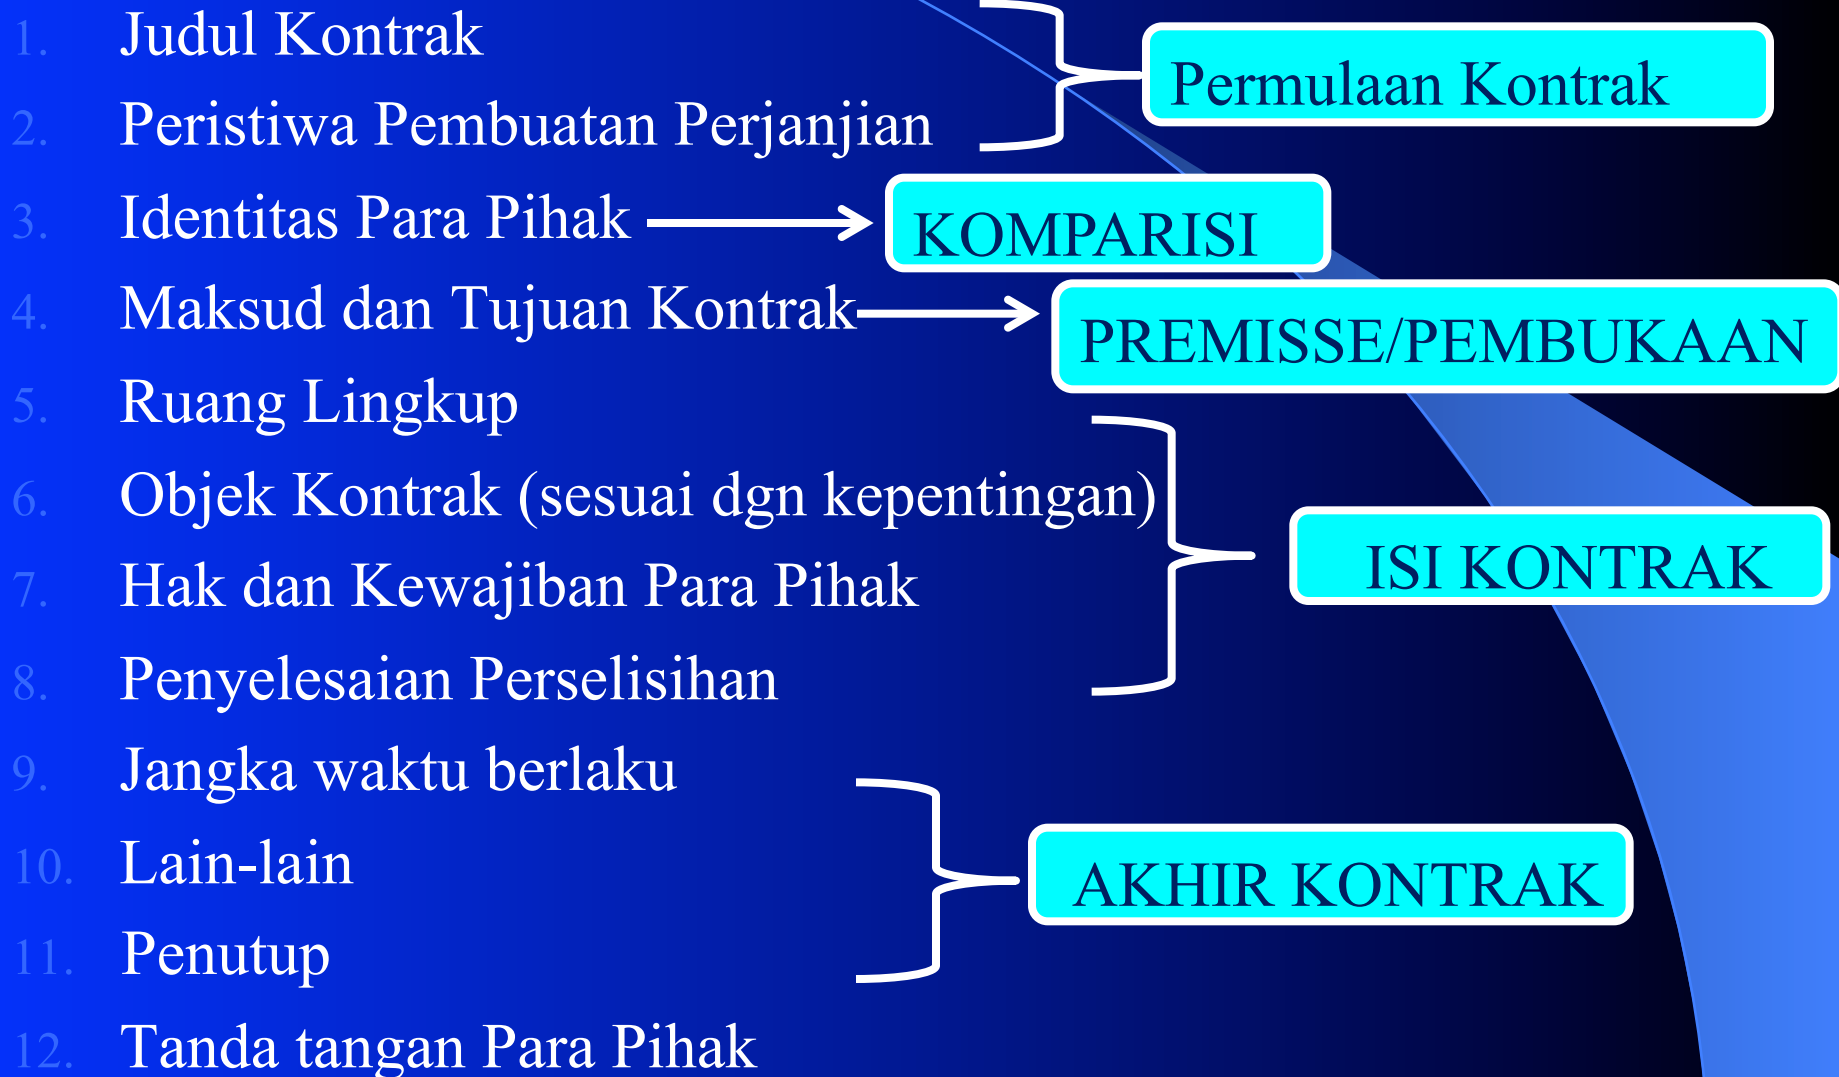 1. Judul Kontrak
Permulaan Kontrak
2. Peristiwa Pembuatan Perjanjian
3. Identitas Para Pihak
KOMPARISI
4. Maksud dan Tujuan Kontrak
PREMISSE/PEMBUKAAN
5. Ruang Lingkup
6. Objek Kontrak (sesuai dgn kepentingan)
7. Hak dan Kewajiban Para Pihak
ISI KONTRAK
8. Penyelesaian Perselisihan
9. Jangka waktu berlaku
10. Lain-lain
AKHIR KONTRAK
11. Penutup
12. Tanda tangan Para Pihak